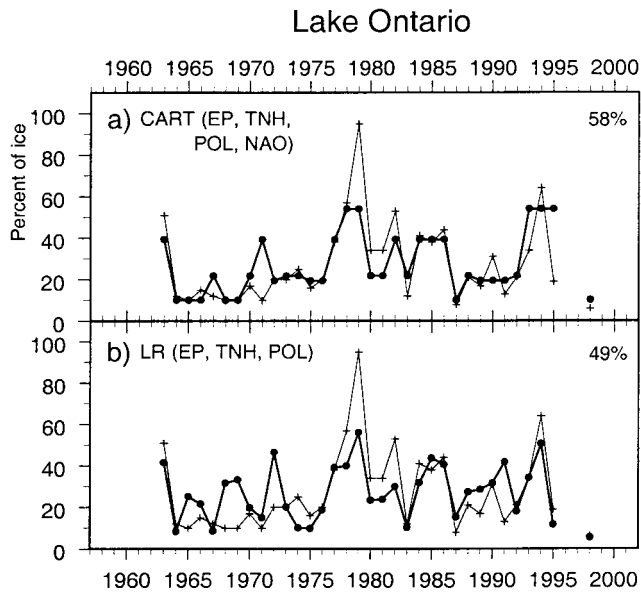 Lake Ontario
1960 1965 1970 1975 1980 1985 1990 1995 2000
a) CART (EP, TNH, POL, NAO) 58%
Percent of ice
100
80
60
40
20
0
b) LR (EP, TNH, POL) 49%
100
80
60
40
20
0
1960 1965 1970 1975 1980 1985 1990 1995 2000